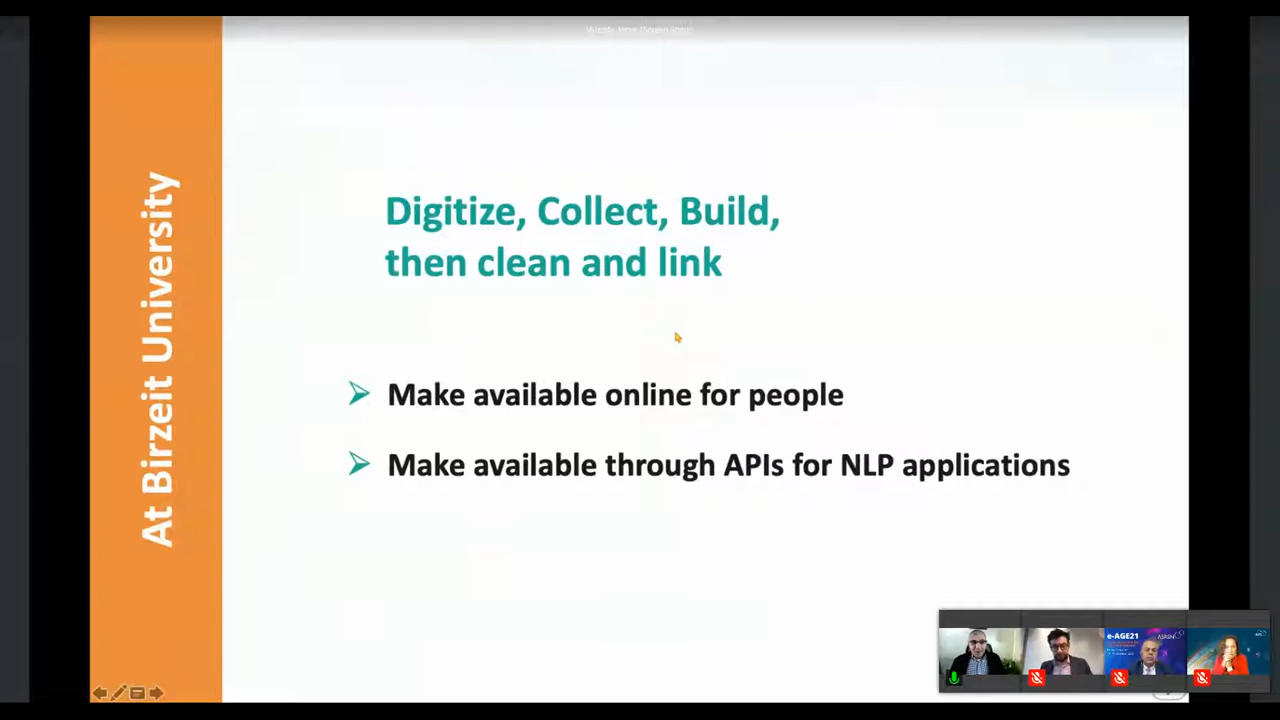 At Birzeit University
Digitize, Collect, Build,
then clean and link
Make available online for people
Make available through APIs for NLP applications
e-AGE21